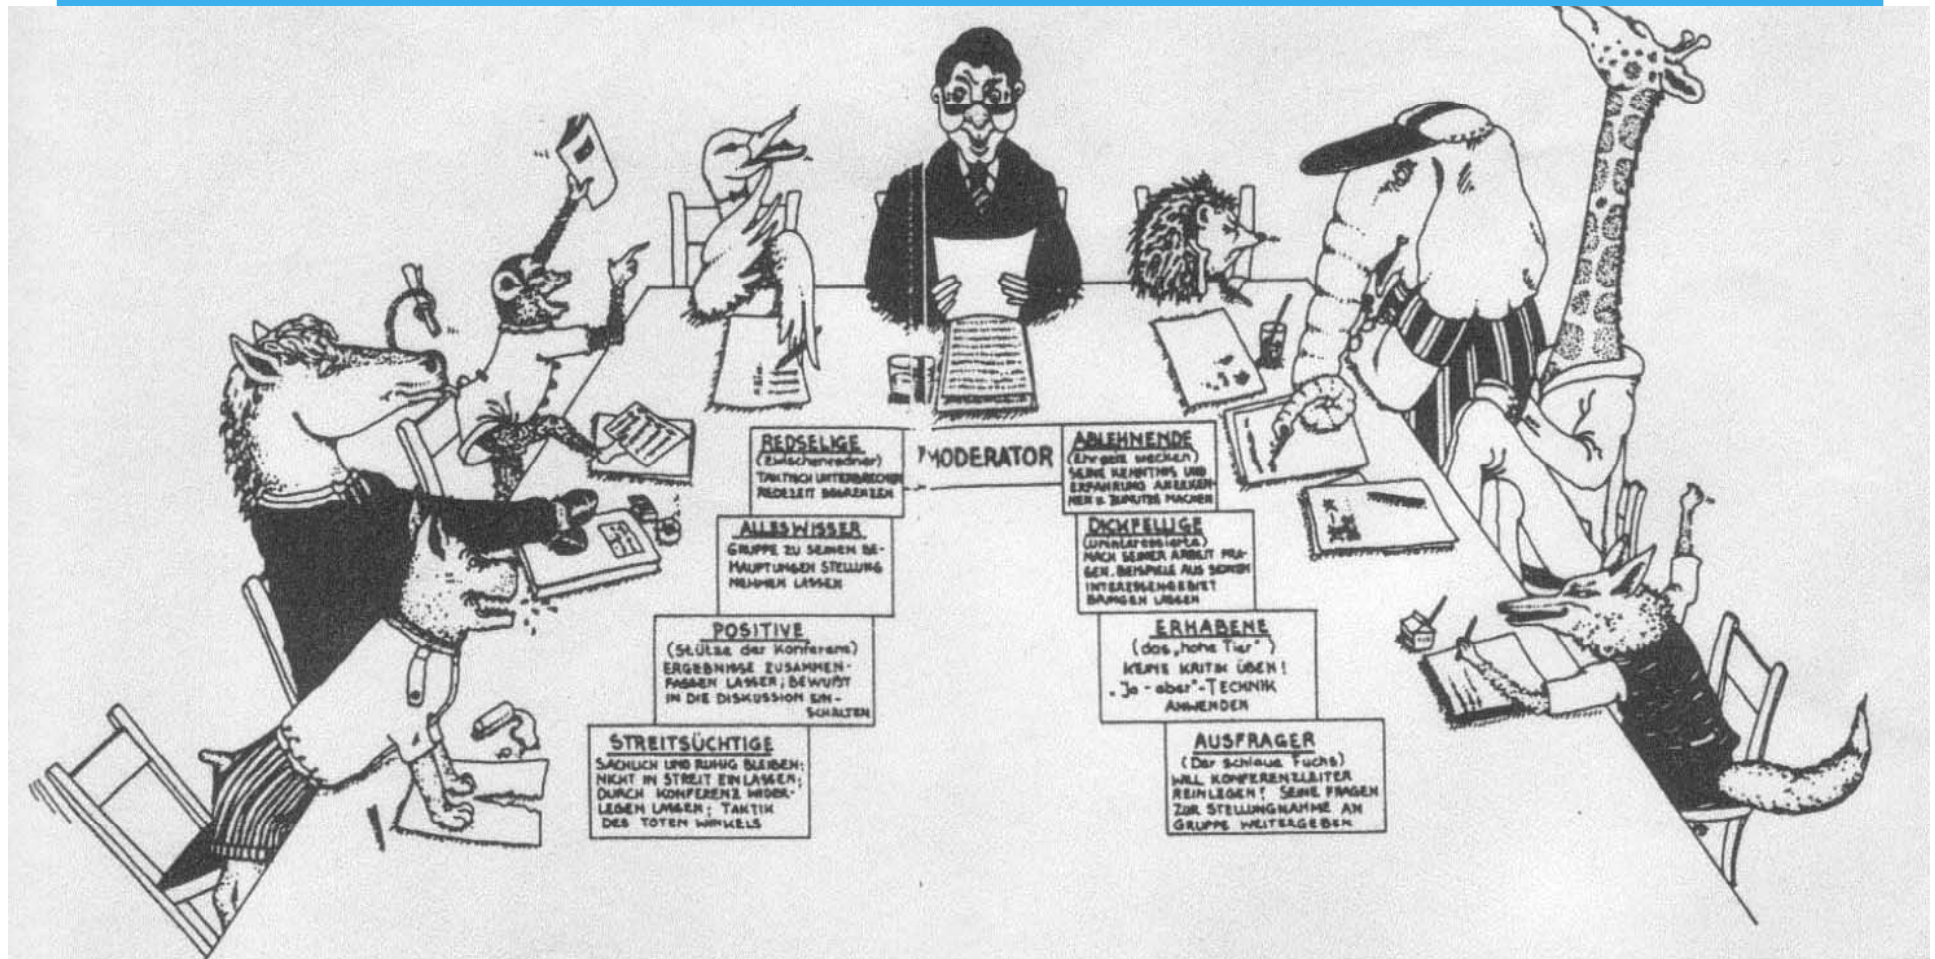 MODERATOR
REDSELIGE
(Zwischenredner)
TAKTISCH UNTERBRECHEN
REDEZEIT BEGRENZEN
ALLESWISSER
GRUPPE ZU SEINEN BE-
HAUPTUNGEN STELLUNG
NEHMEN LASSEN
POSITIVE
(Stütze der Konferenz)
ERGEBNISSE ZUSAMMEN-
FASSEN LASSEN; BEWUßT
IN DIE DISKUSSION EIN-
SCHALTEN
STREITSÜCHTIGE
SACHLICH UND RUHIG BLEIBEN;
NICHT IN STREIT EINLASSEN;
DURCH KONFERENZ WIDER-
LEGEN LASSEN; TAKTIK
DES TOTEN WINKELS
ABLEHNENDE
(Ehrgeiz wecken)
SEINE KENNTNIS UND
ERFAHRUNG ANERKEN-
NEN U. ZUNUTZE MACHEN
DICKFELLIGE
(uninteressierte)
NACH SEINER ARBEIT FRA-
GEN. BEISPIELE AUS SEINEM
INTERESSENGEBIET
BRINGEN LASSEN
ERHABENE
(das „hohe Tier")
KEINE KRITIK ÜBEN!
„Ja - aber"-TECHNIK
ANWENDEN
AUSFRAGER
(Der schlaue Fuchs)
WILL KONFERENZLEITER
REINLEGEN! SEINE FRAGEN
ZUR STELLUNGNAHME AN
GRUPPE WEITERGEBEN